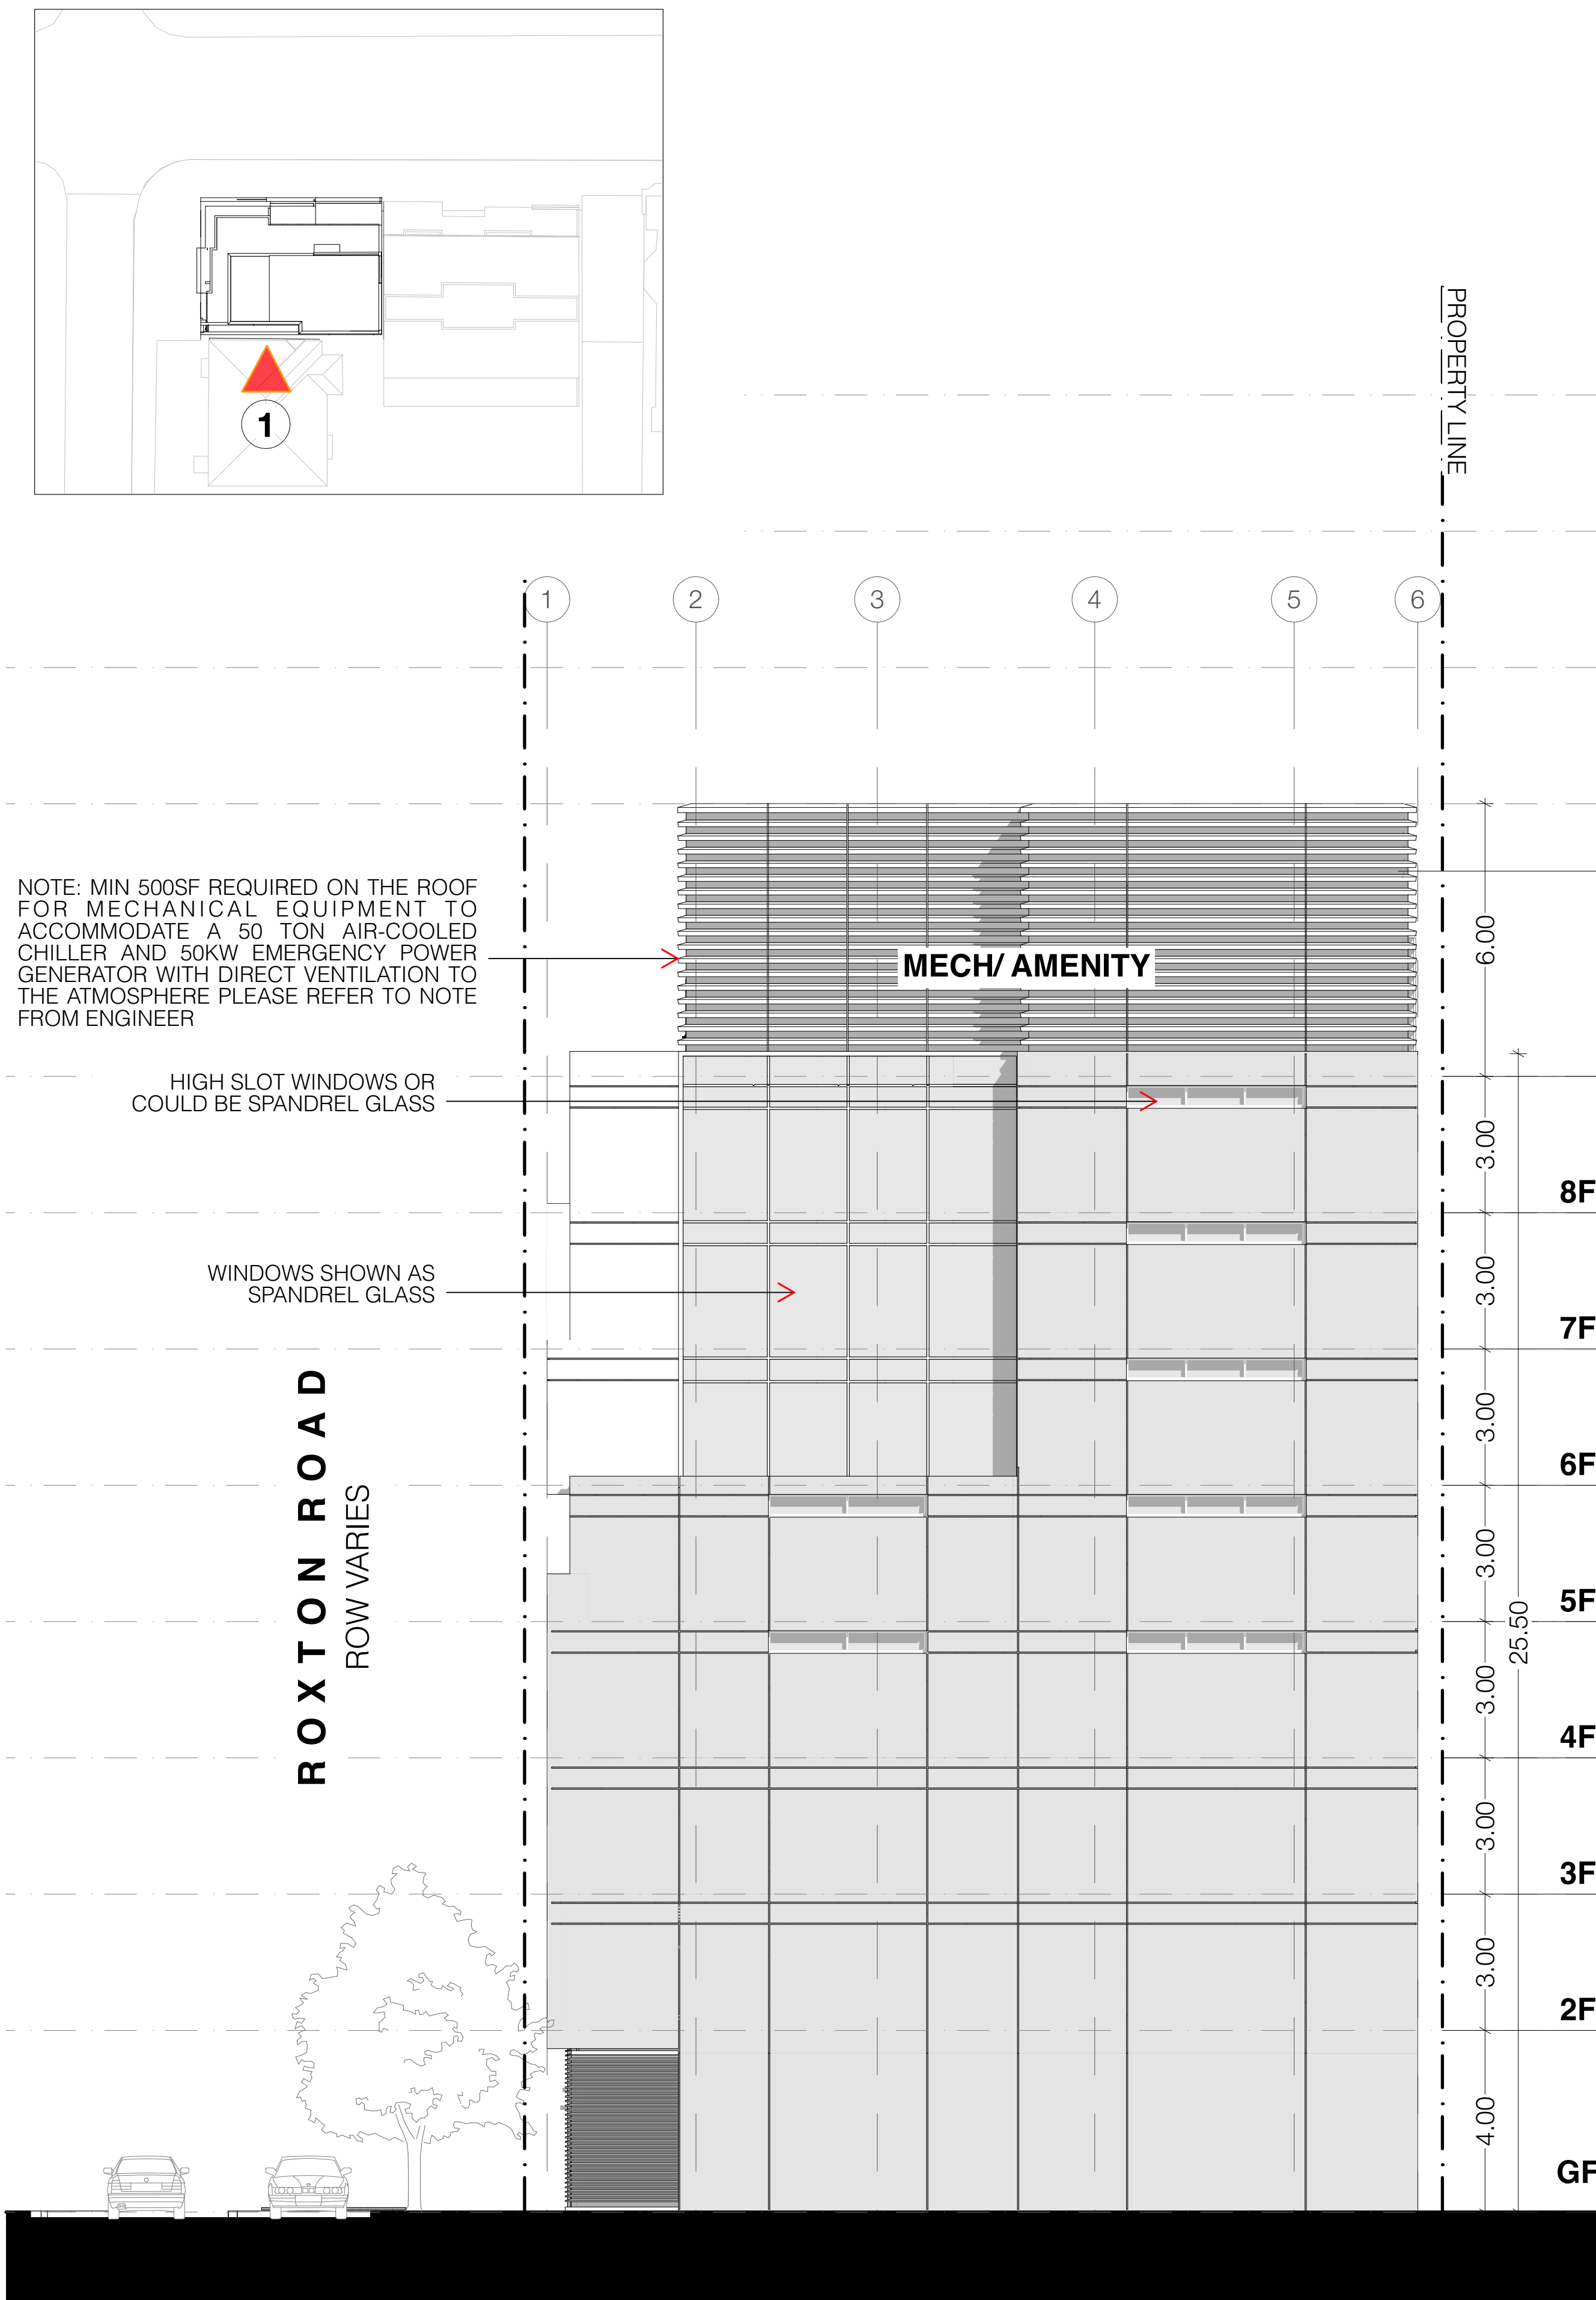 1
PROPERTY LINE
1
2
3
4
5
6
NOTE: MIN 500SF REQUIRED ON THE ROOF
FOR MECHANICAL EQUIPMENT TO
ACCOMMODATE A 50 TON AIR-COOLED
CHILLER AND 50KW EMERGENCY POWER
GENERATOR WITH DIRECT VENTILATION TO
THE ATMOSPHERE PLEASE REFER TO NOTE
FROM ENGINEER
MECH/ AMENITY
6.00
HIGH SLOT WINDOWS OR
COULD BE SPANDREL GLASS
3.00
8F
WINDOWS SHOWN AS
SPANDREL GLASS
3.00
7F
ROXTON ROAD
ROW VARIES
3.00
6F
3.00
5F
25.50
3.00
4F
3.00
3F
3.00
2F
4.00
GF